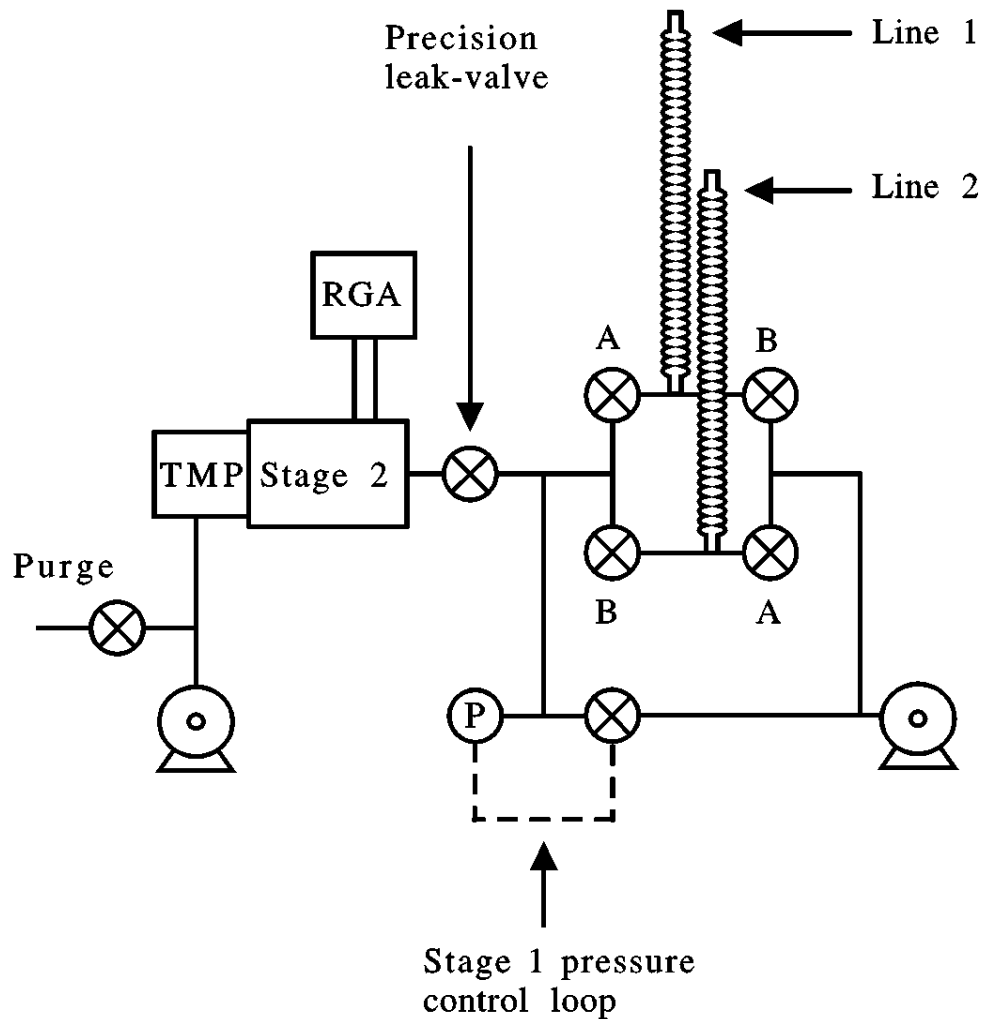 Precision
leak-valve
Line 1
Line 2
RGA
A
B
TMP
Stage 2
Purge
B
A
P
Stage 1 pressure
control loop